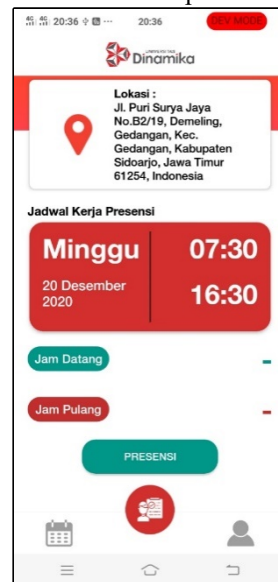 4G 4G 20:36 ... 20:36 DEV MODE
Dinamika
Lokasi :
Jl. Puri Surya Jaya
No.B2/19, Demeling,
Gedangan, Kec.
Gedangan, Kabupaten
Sidoarjo, Jawa Timur
61254, Indonesia
Jadwal Kerja Presensi
Minggu 07:30
20 Desember
2020 16:30
Jam Datang -
Jam Pulang -
PRESENSI